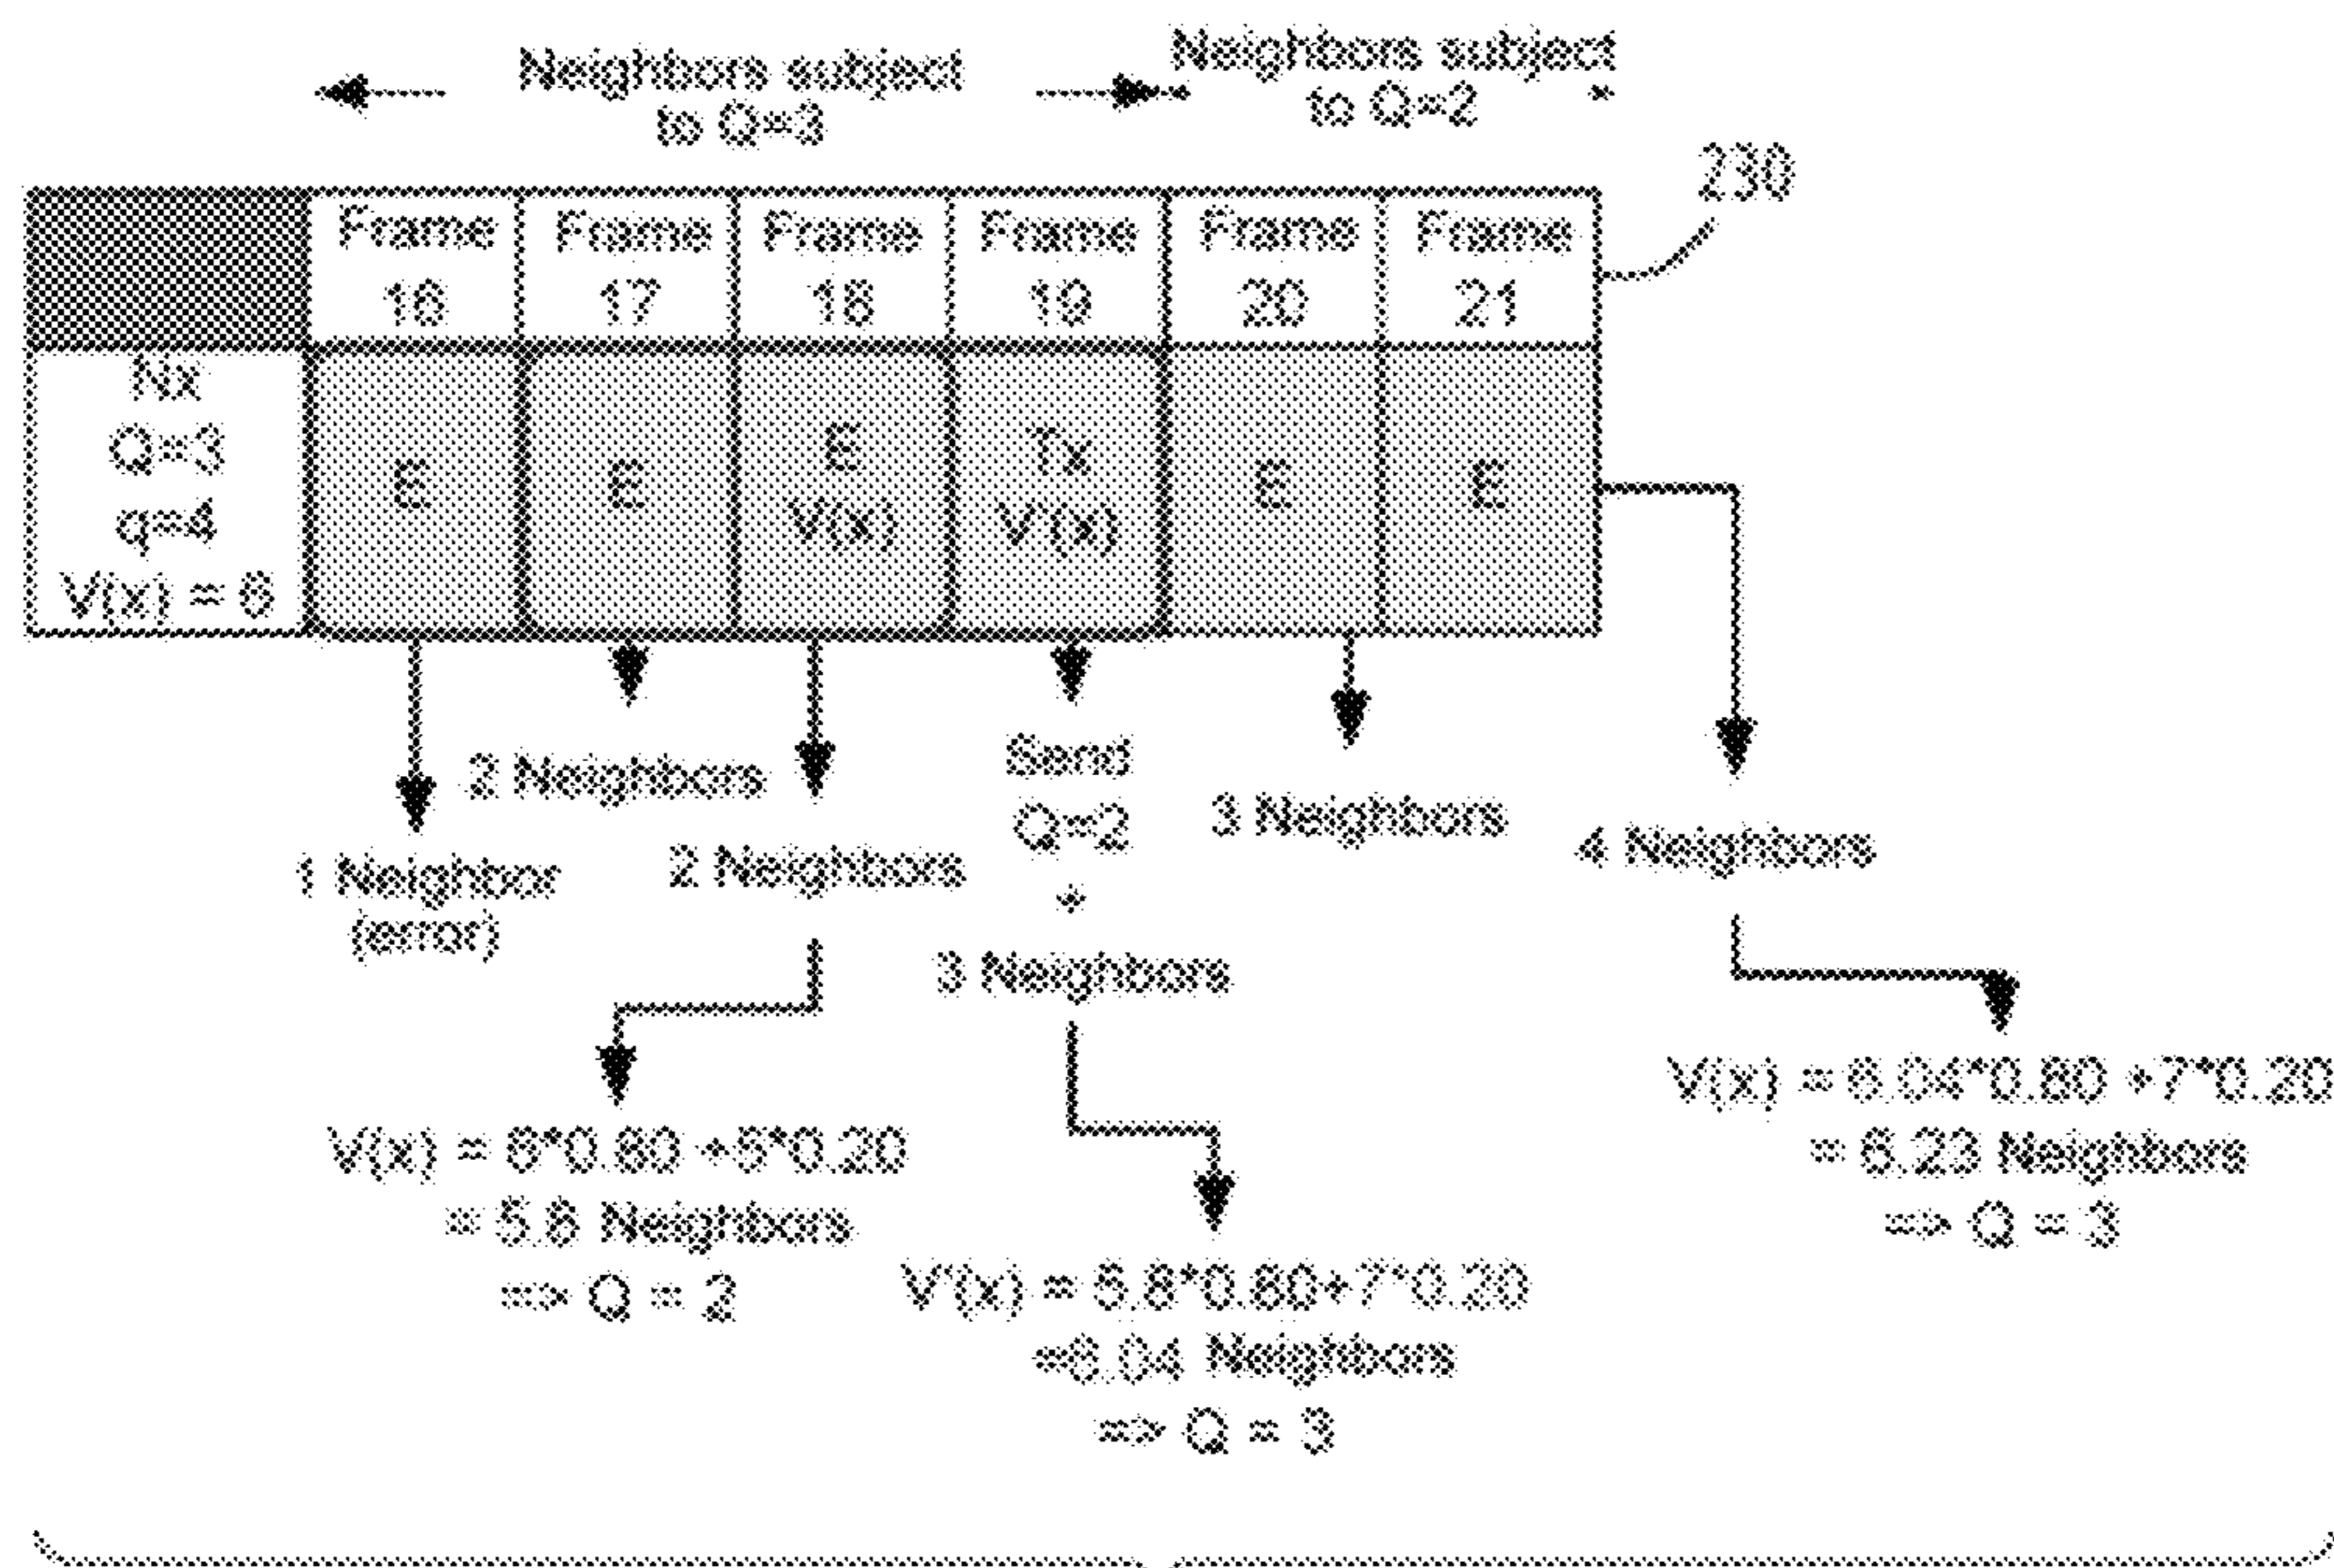 Neighbors subject
to Q=3
Neighbors subject
to Q=2
230
Frame 16
Frame 17
Frame 18
Frame 19
Frame 20
Frame 21
Nx
Q=3
q=4
V(x) = 6
E
E
E
V(x)
Tx
V'(x)
E
E
1 Neighbor
(error)
2 Neighbors
2 Neighbors
Send
Q=2
+
3 Neighbors
3 Neighbors
4 Neighbors
V(x) = 6*0.80 +5*0.20
= 5.8 Neighbors
=> Q = 2
V'(x) = 5.8*0.80+7*0.20
=6.04 Neighbors
=> Q = 3
V(x) = 6.04*0.80 +7*0.20
= 6.23 Neighbors
=> Q = 3